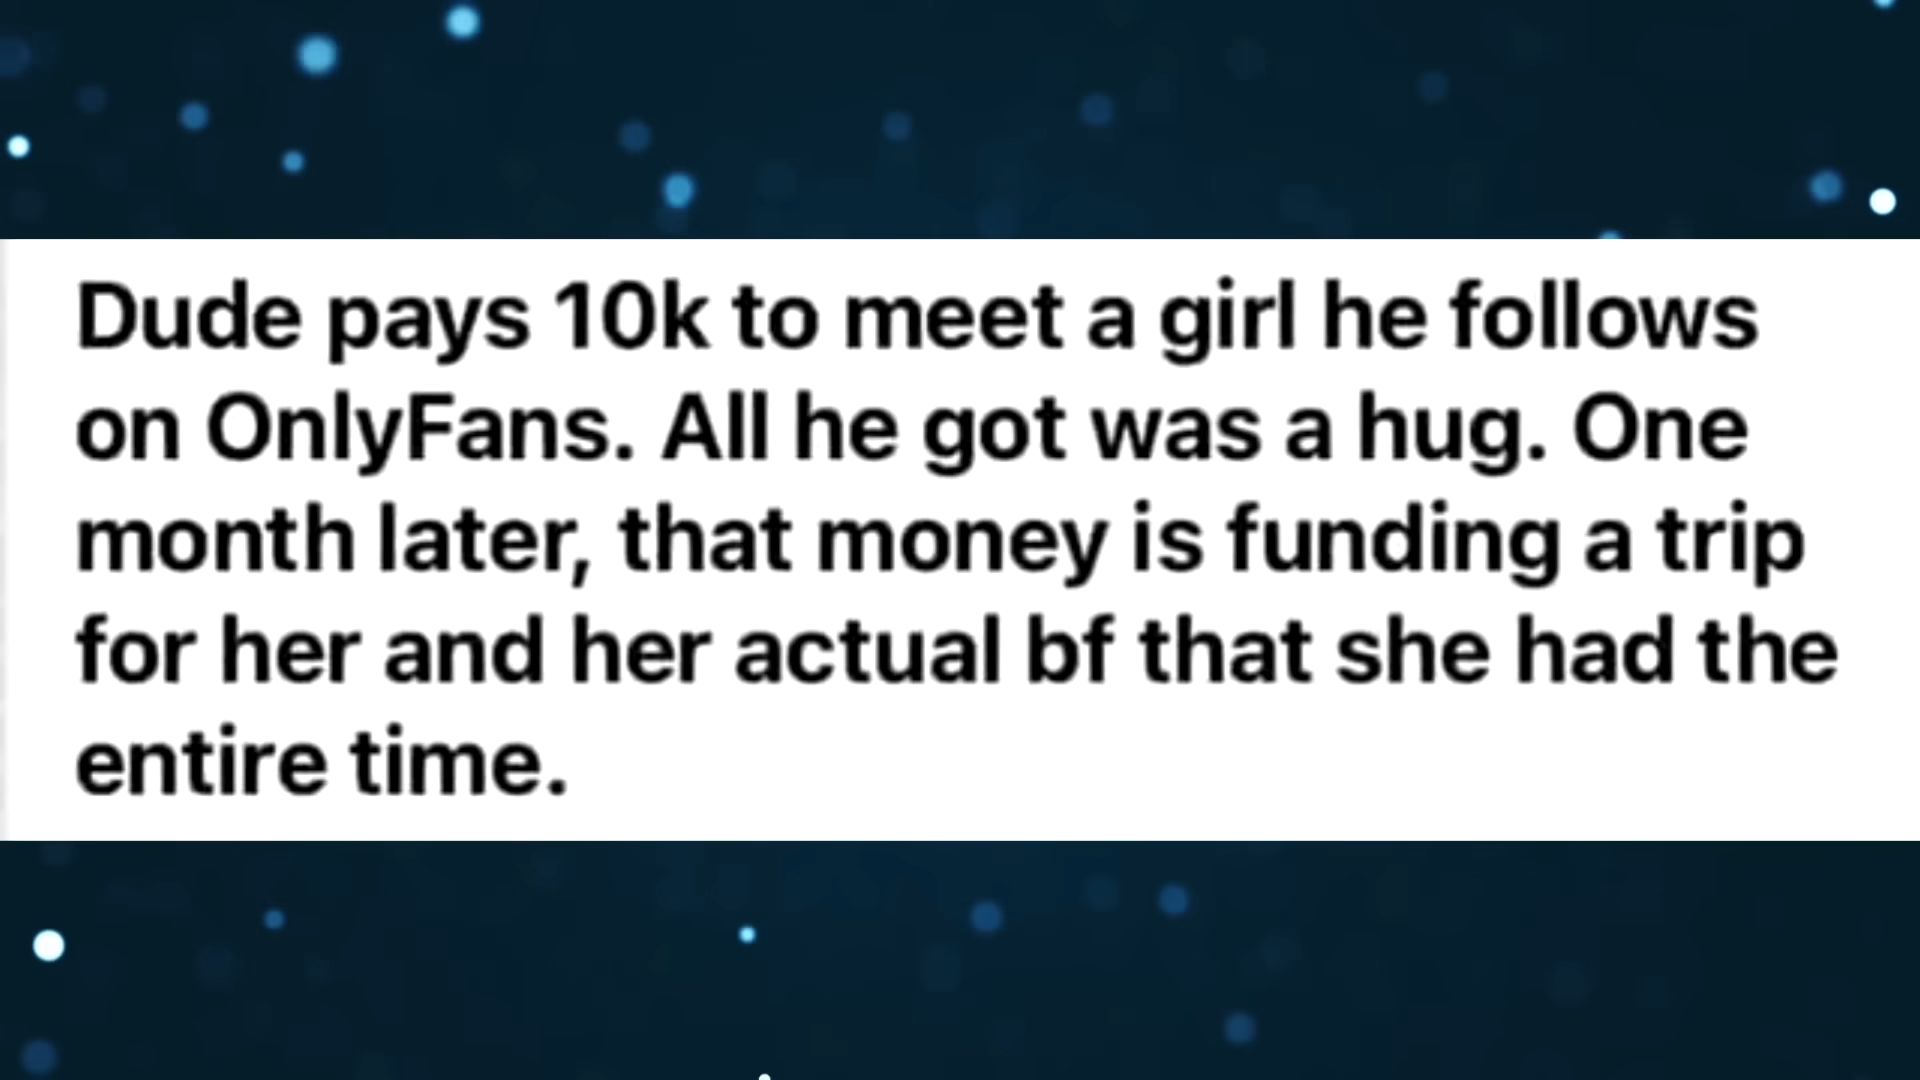 Dude pays 10k to meet a girl he follows
on OnlyFans. All he got was a hug. One
month later, that money is funding a trip
for her and her actual bf that she had the
entire time.